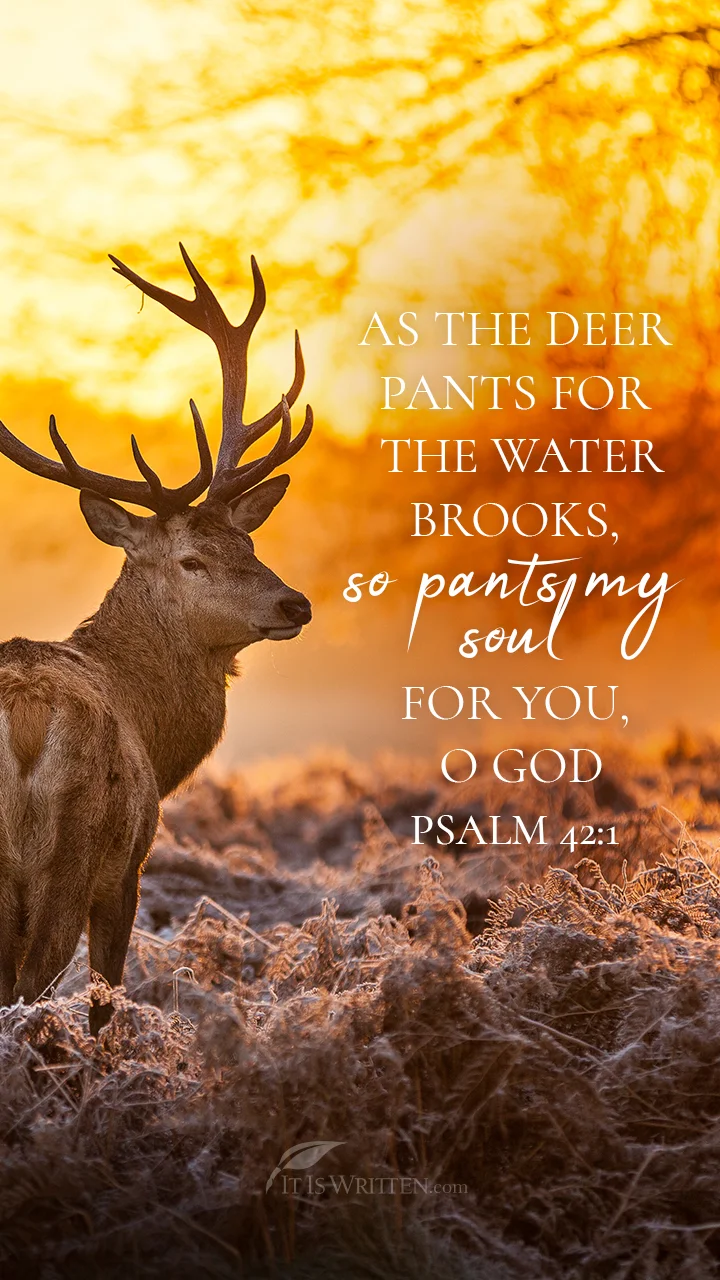 AS THE DEER
PANTS FOR
THE WATER
BROOKS,
so pants my
soul
FOR YOU,
O GOD
PSALM 42:1
IT IS WRITTEN.com